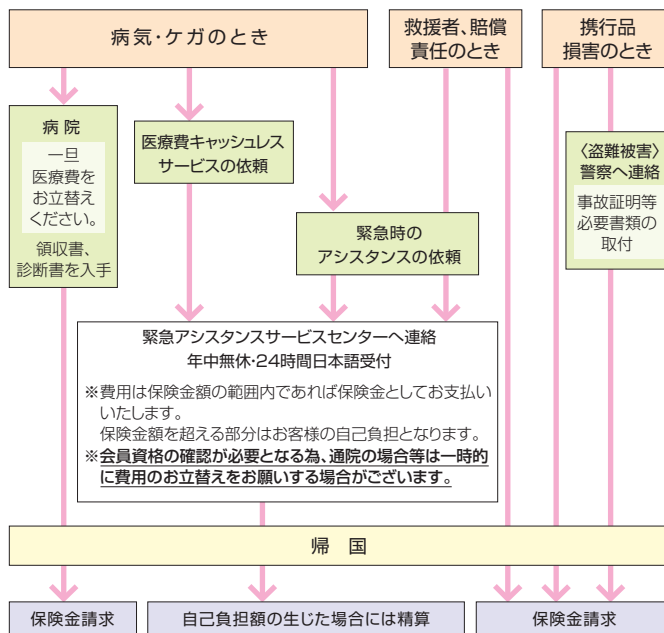 病気・ケガのとき
救援者、賠償
責任のとき
携行品
損害のとき
病院
一旦
医療費を
お立替え
ください。
領収書、
診断書を入手
医療費キャッシュレス
サービスの依頼
緊急時の
アシスタンスの依頼
〈盗難被害〉
警察へ連絡
事故証明等
必要書類の
取付
緊急アシスタンスサービスセンターへ連絡
年中無休・24時間日本語受付
※費用は保険金額の範囲内であれば保険金としてお支払い
いたします。
保険金額を超える部分はお客様の自己負担となります。
※会員資格の確認が必要となる為、通院の場合等は一時的
に費用のお立替えをお願いする場合がございます。
帰 国
保険金請求
自己負担額の生じた場合には精算
保険金請求